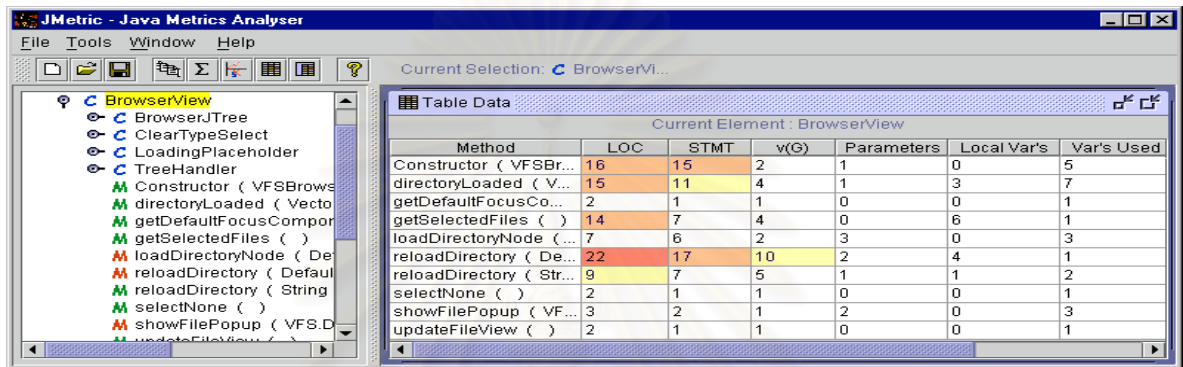 JMetric - Java Metrics Analyser
File Tools Window Help
Current Selection: C BrowserVi...
C BrowserView
C BrowserJTree
C ClearTypeSelect
C LoadingPlaceholder
C TreeHandler
M Constructor ( VFSBrows
M directoryLoaded ( Vecto
M getDefaultFocusCompor
M getSelectedFiles ( )
M loadDirectoryNode ( De
M reloadDirectory ( Defaul
M reloadDirectory ( String
M selectNone ( )
M showFilePopup ( VFS.D
M updateFileView ( )
Table Data
Current Element : BrowserView
Method LOC STMT v(G) Parameters Local Var's Var's Used
Constructor ( VFSBr... 16 15 2 1 0 5
directoryLoaded ( V... 15 11 4 1 3 7
getDefaultFocusCo... 2 1 1 0 0 1
getSelectedFiles ( ) 14 7 4 0 6 1
loadDirectoryNode (... 7 6 2 3 0 3
reloadDirectory ( De... 22 17 10 2 4 1
reloadDirectory ( Str... 9 7 5 1 1 2
selectNone ( ) 2 1 1 0 0 1
showFilePopup ( VF... 3 2 1 2 0 3
updateFileView ( ) 2 1 1 0 0 1